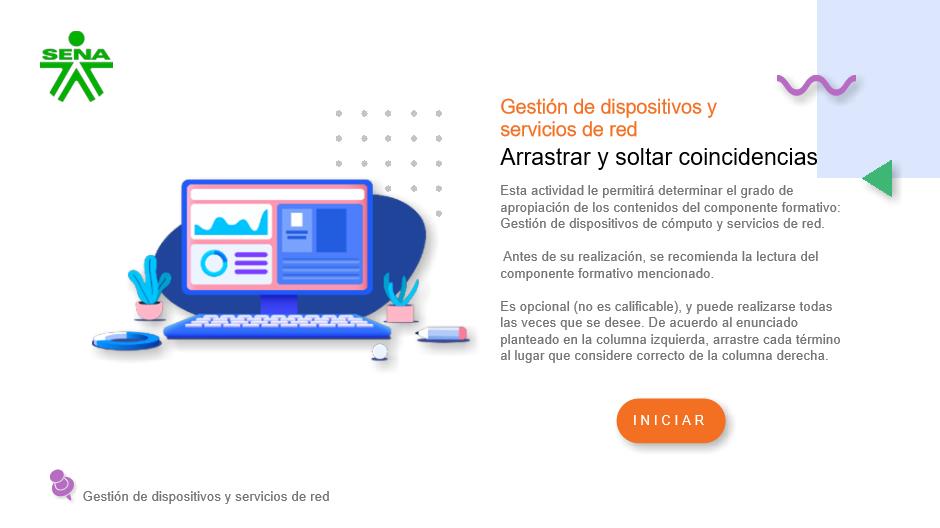 SENA
Gestión de dispositivos y
servicios de red
Arrastrar y soltar coincidencias
Esta actividad le permitirá determinar el grado de
apropiación de los contenidos del componente formativo:
Gestión de dispositivos de cómputo y servicios de red.
Antes de su realización, se recomienda la lectura del
componente formativo mencionado.
Es opcional (no es calificable), y puede realizarse todas
las veces que se desee. De acuerdo al enunciado
planteado en la columna izquierda, arrastre cada término
al lugar que considere correcto de la columna derecha.
INICIAR
Gestión de dispositivos y servicios de red